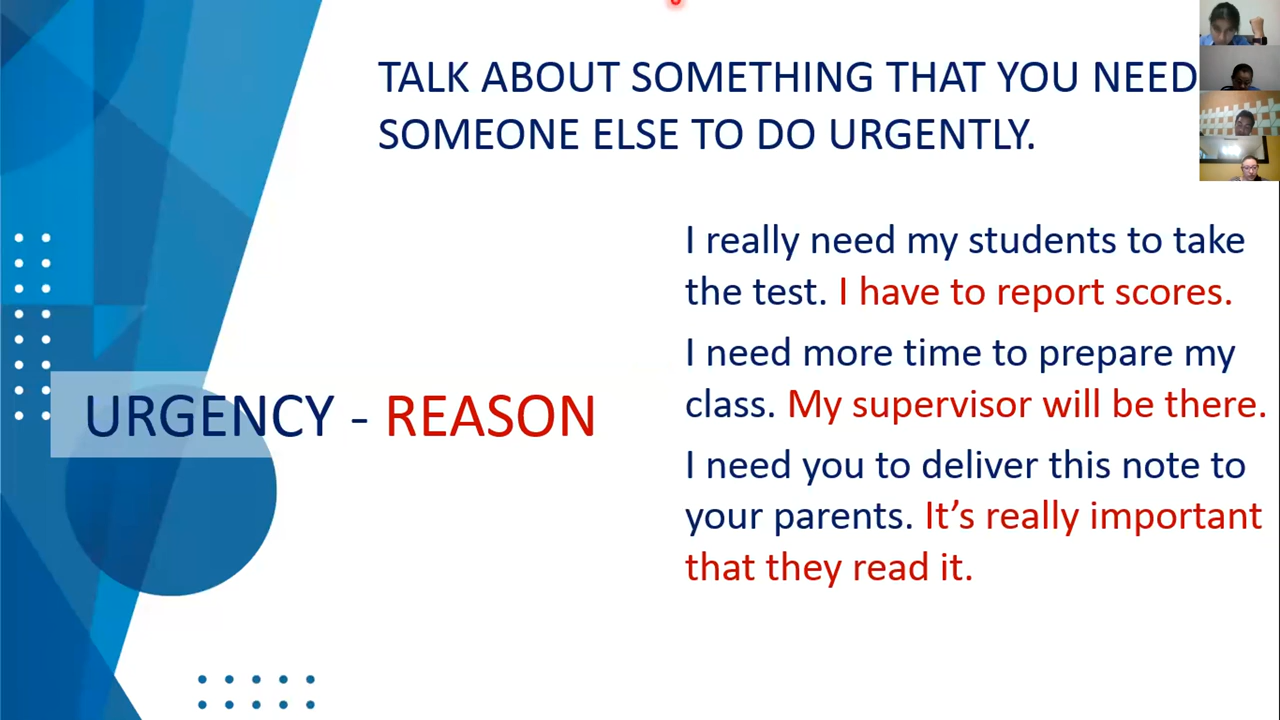 TALK ABOUT SOMETHING THAT YOU NEED
SOMEONE ELSE TO DO URGENTLY.
URGENCY - REASON
I really need my students to take
the test. I have to report scores.
I need more time to prepare my
class. My supervisor will be there.
I need you to deliver this note to
your parents. It’s really important
that they read it.